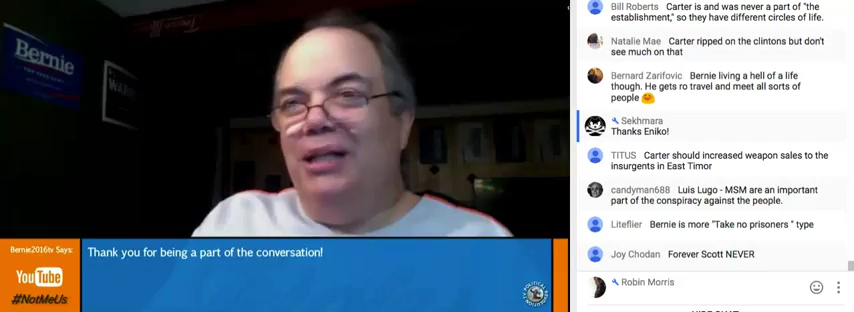 Bernie
Bernie2016tv Says:
YouTube
#NotMeUs
Thank you for being a part of the conversation!
Bill Roberts Carter is and was never a part of "the
establishment," so they have different circles of life.
Natalie Mae Carter ripped on the clintons but don't
see much on that
Bernard Zarifovic Bernie living a hell of a life
though. He gets ro travel and meet all sorts of
people
Sekhmara
Thanks Eniko!
TITUS Carter should increased weapon sales to the
insurgents in East Timor
candyman688 Luis Lugo - MSM are an important
part of the conspiracy against the people.
Liteflier Bernie is more "Take no prisoners " type
Joy Chodan Forever Scott NEVER
Robin Morris